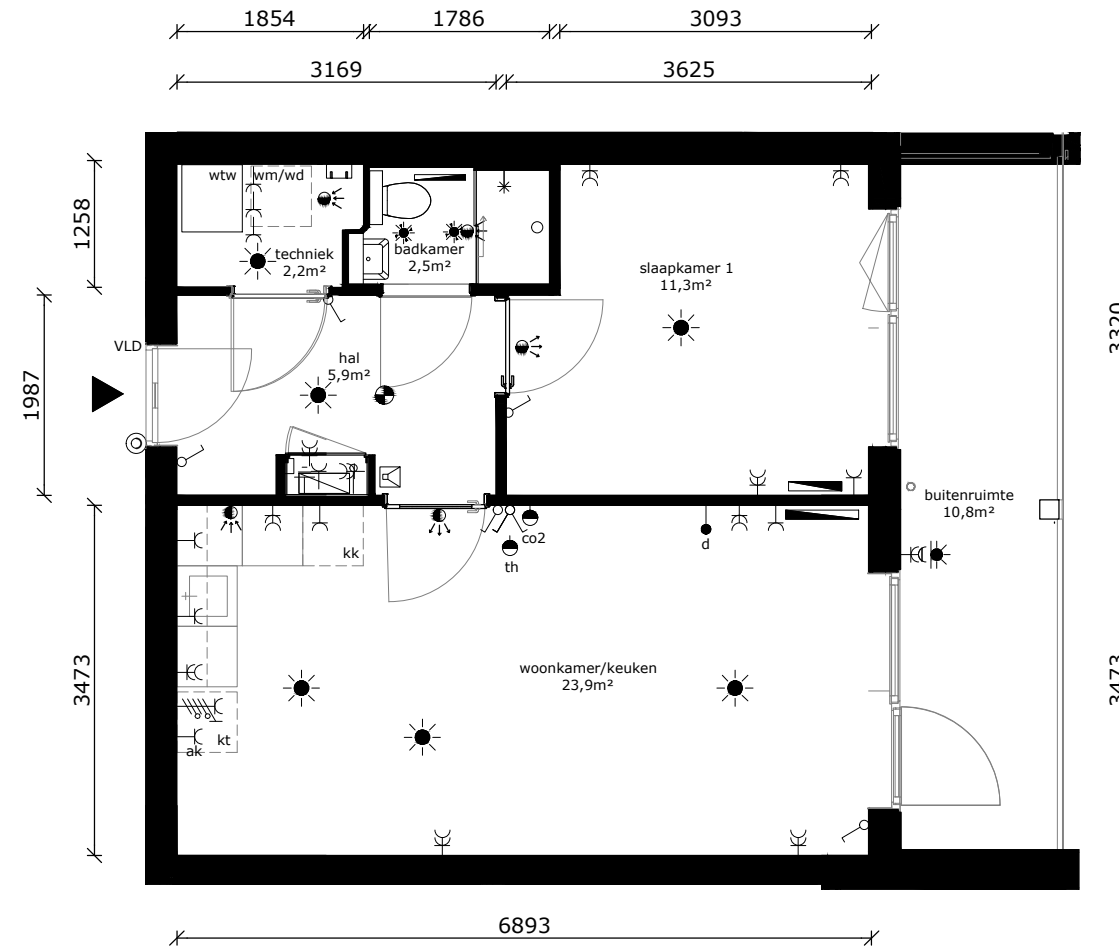 1854
1786
3093
3169
3625
1258
wtw
wm/wd
techniek
2,2m²
badkamer
2,5m²
slaapkamer 1
11,3m²
3320
VLD
hal
5,9m²
1987
buitenruimte
10,8m²
co2
th
d
kk
3473
woonkamer/keuken
23,9m²
3473
kt
ak
6893